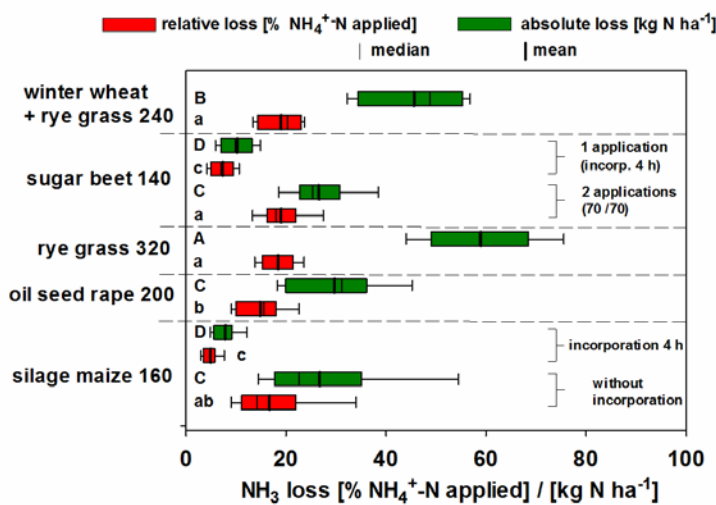 relative loss [% NH₄⁺-N applied]
absolute loss [kg N ha⁻¹]
| median
| mean
winter wheat
+ rye grass 240
B
a
sugar beet 140
D
c
1 application
(incorp. 4 h)
C
a
2 applications
(70 /70)
rye grass 320
A
a
oil seed rape 200
C
b
silage maize 160
D
c
incorporation 4 h
C
ab
without
incorporation
0 20 40 60 80 100
NH₃ loss [% NH₄⁺-N applied] / [kg N ha⁻¹]